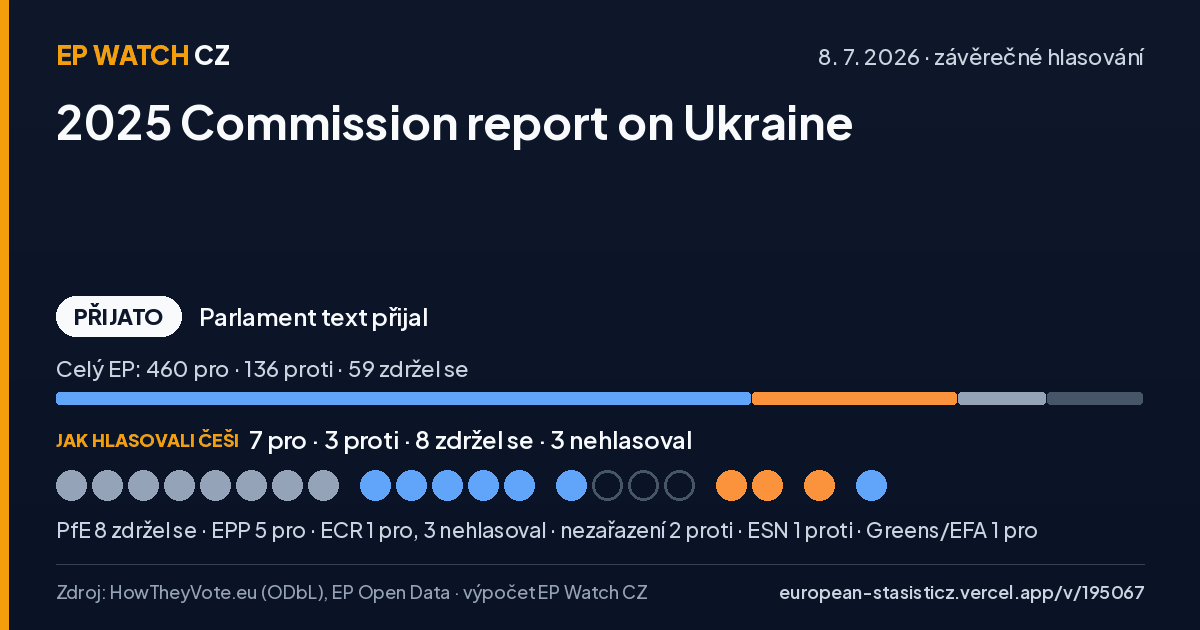 EP WATCH CZ
8. 7. 2026 · závěrečné hlasování
2025 Commission report on Ukraine
PŘIJATO Parlament text přijal
Celý EP: 460 pro · 136 proti · 59 zdržel se
JAK HLASOVALI ČEŠI 7 pro · 3 proti · 8 zdržel se · 3 nehlasoval
PfE 8 zdržel se · EPP 5 pro · ECR 1 pro, 3 nehlasoval · nezařazení 2 proti · ESN 1 proti · Greens/EFA 1 pro
Zdroj: HowTheyVote.eu (ODbL), EP Open Data · výpočet EP Watch CZ
european-stasisticz.vercel.app/v/195067